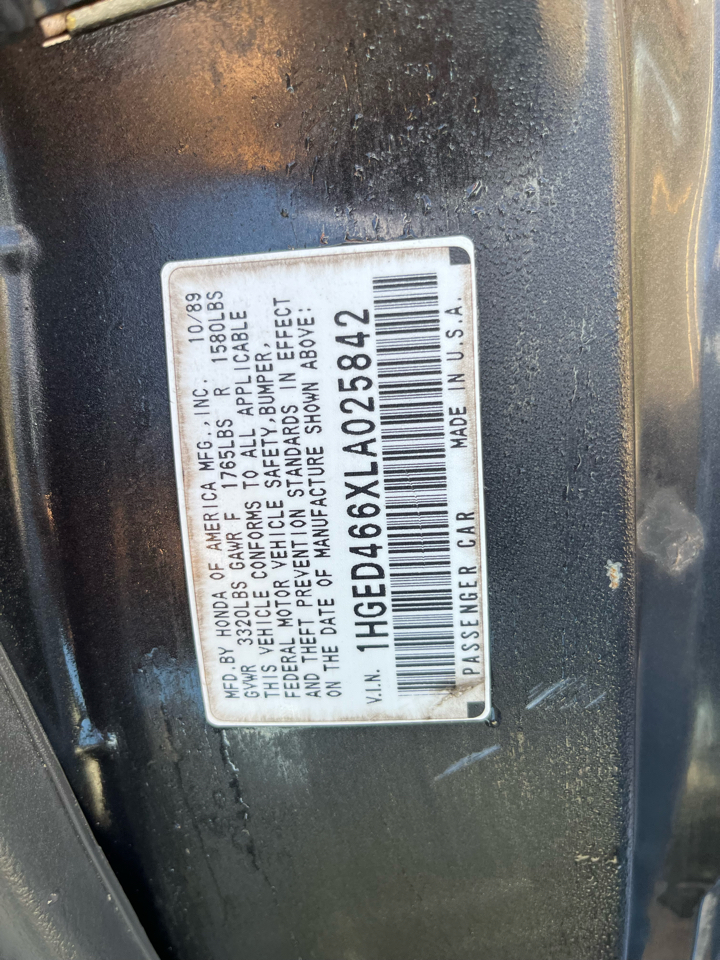 MFD.BY HONDA OF AMERICA MFG.,INC. 10/89
GVWR 3320LBS GAWR F 1765LBS R 1580LBS
THIS VEHICLE CONFORMS TO ALL APPLICABLE
FEDERAL MOTOR VEHICLE SAFETY,BUMPER,
AND THEFT PREVENTION STANDARDS IN EFFECT
ON THE DATE OF MANUFACTURE SHOWN ABOVE:
V.I.N. 1HGED466XLA025842
PASSENGER CAR MADE IN U.S.A.